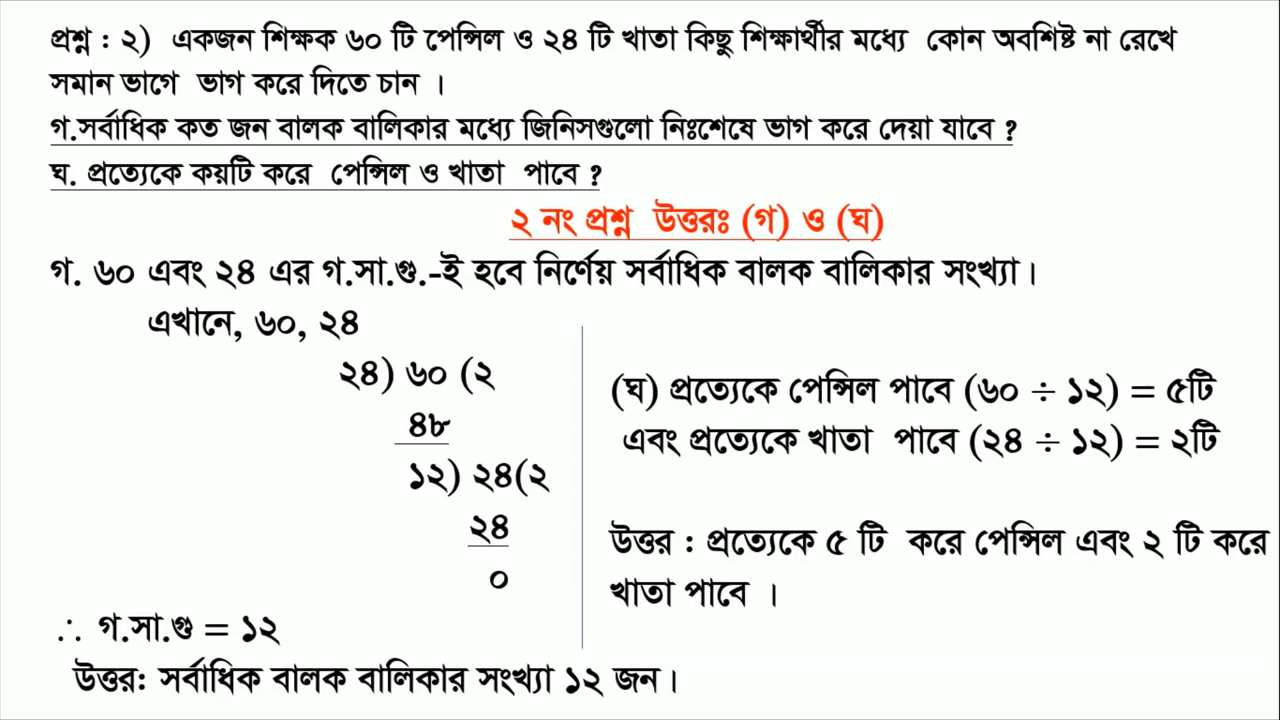 প্রশ্ন : ২) একজন শিক্ষক ৬০ টি পেন্সিল ও ২৪ টি খাতা কিছু শিক্ষার্থীর মধ্যে কোন অবশিষ্ট না রেখে
সমান ভাগে ভাগ করে দিতে চান ।
গ.সর্বাধিক কত জন বালক বালিকার মধ্যে জিনিসগুলো নিঃশেষে ভাগ করে দেয়া যাবে ?
ঘ. প্রত্যেকে কয়টি করে পেন্সিল ও খাতা পাবে ?
২ নং প্রশ্ন উত্তরঃ (গ) ও (ঘ)
গ. ৬০ এবং ২৪ এর গ.সা.গু.-ই হবে নির্ণেয় সর্বাধিক বালক বালিকার সংখ্যা।
এখানে, ৬০, ২৪
২৪) ৬০ (২
৪৮
১২) ২৪(২
২৪
০
∴ গ.সা.গু = ১২
উত্তর: সর্বাধিক বালক বালিকার সংখ্যা ১২ জন।
(ঘ) প্রত্যেকে পেন্সিল পাবে (৬০ ÷ ১২) = ৫টি
এবং প্রত্যেকে খাতা পাবে (২৪ ÷ ১২) = ২টি
উত্তর : প্রত্যেকে ৫ টি করে পেন্সিল এবং ২ টি করে
খাতা পাবে ।